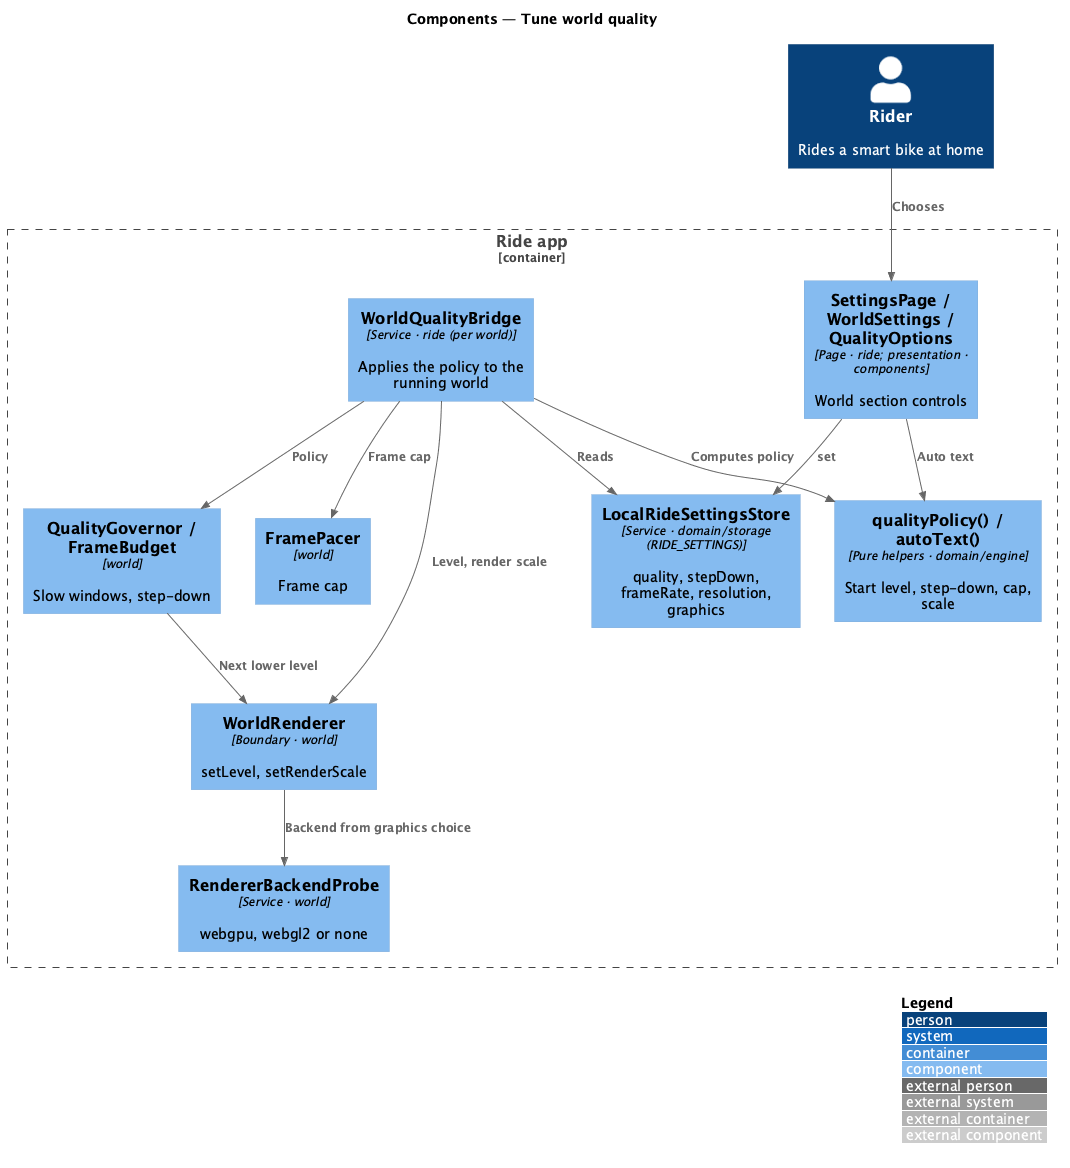 Components — Tune world quality
Rider
Rides a smart bike at home
Chooses
Ride app
[container]
WorldQualityBridge
[Service · ride (per world)]
Applies the policy to the
running world
SettingsPage /
WorldSettings /
QualityOptions
[Page · ride; presentation ·
components]
World section controls
Policy
Frame cap
Reads
Computes policy
set
Auto text
QualityGovernor /
FrameBudget
[world]
Slow windows, step-down
FramePacer
[world]
Frame cap
Level, render scale
LocalRideSettingsStore
[Service · domain/storage
(RIDE_SETTINGS)]
quality, stepDown,
frameRate, resolution,
graphics
qualityPolicy() /
autoText()
[Pure helpers · domain/engine]
Start level, step-down, cap,
scale
Next lower level
WorldRenderer
[Boundary · world]
setLevel, setRenderScale
Backend from graphics choice
RendererBackendProbe
[Service · world]
webgpu, webgl2 or none
Legend
person
system
container
component
external person
external system
external container
external component